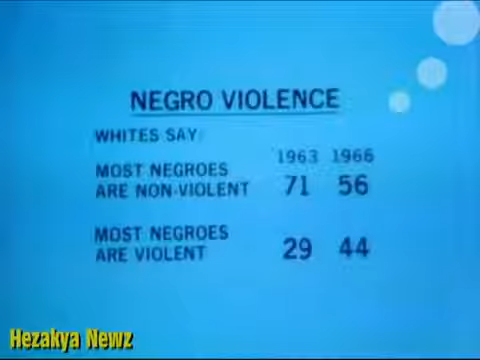 NEGRO VIOLENCE
WHITES SAY:
1963 1966
MOST NEGROES
ARE NON-VIOLENT 71 56
MOST NEGROES
ARE VIOLENT 29 44
Hezakya Newz